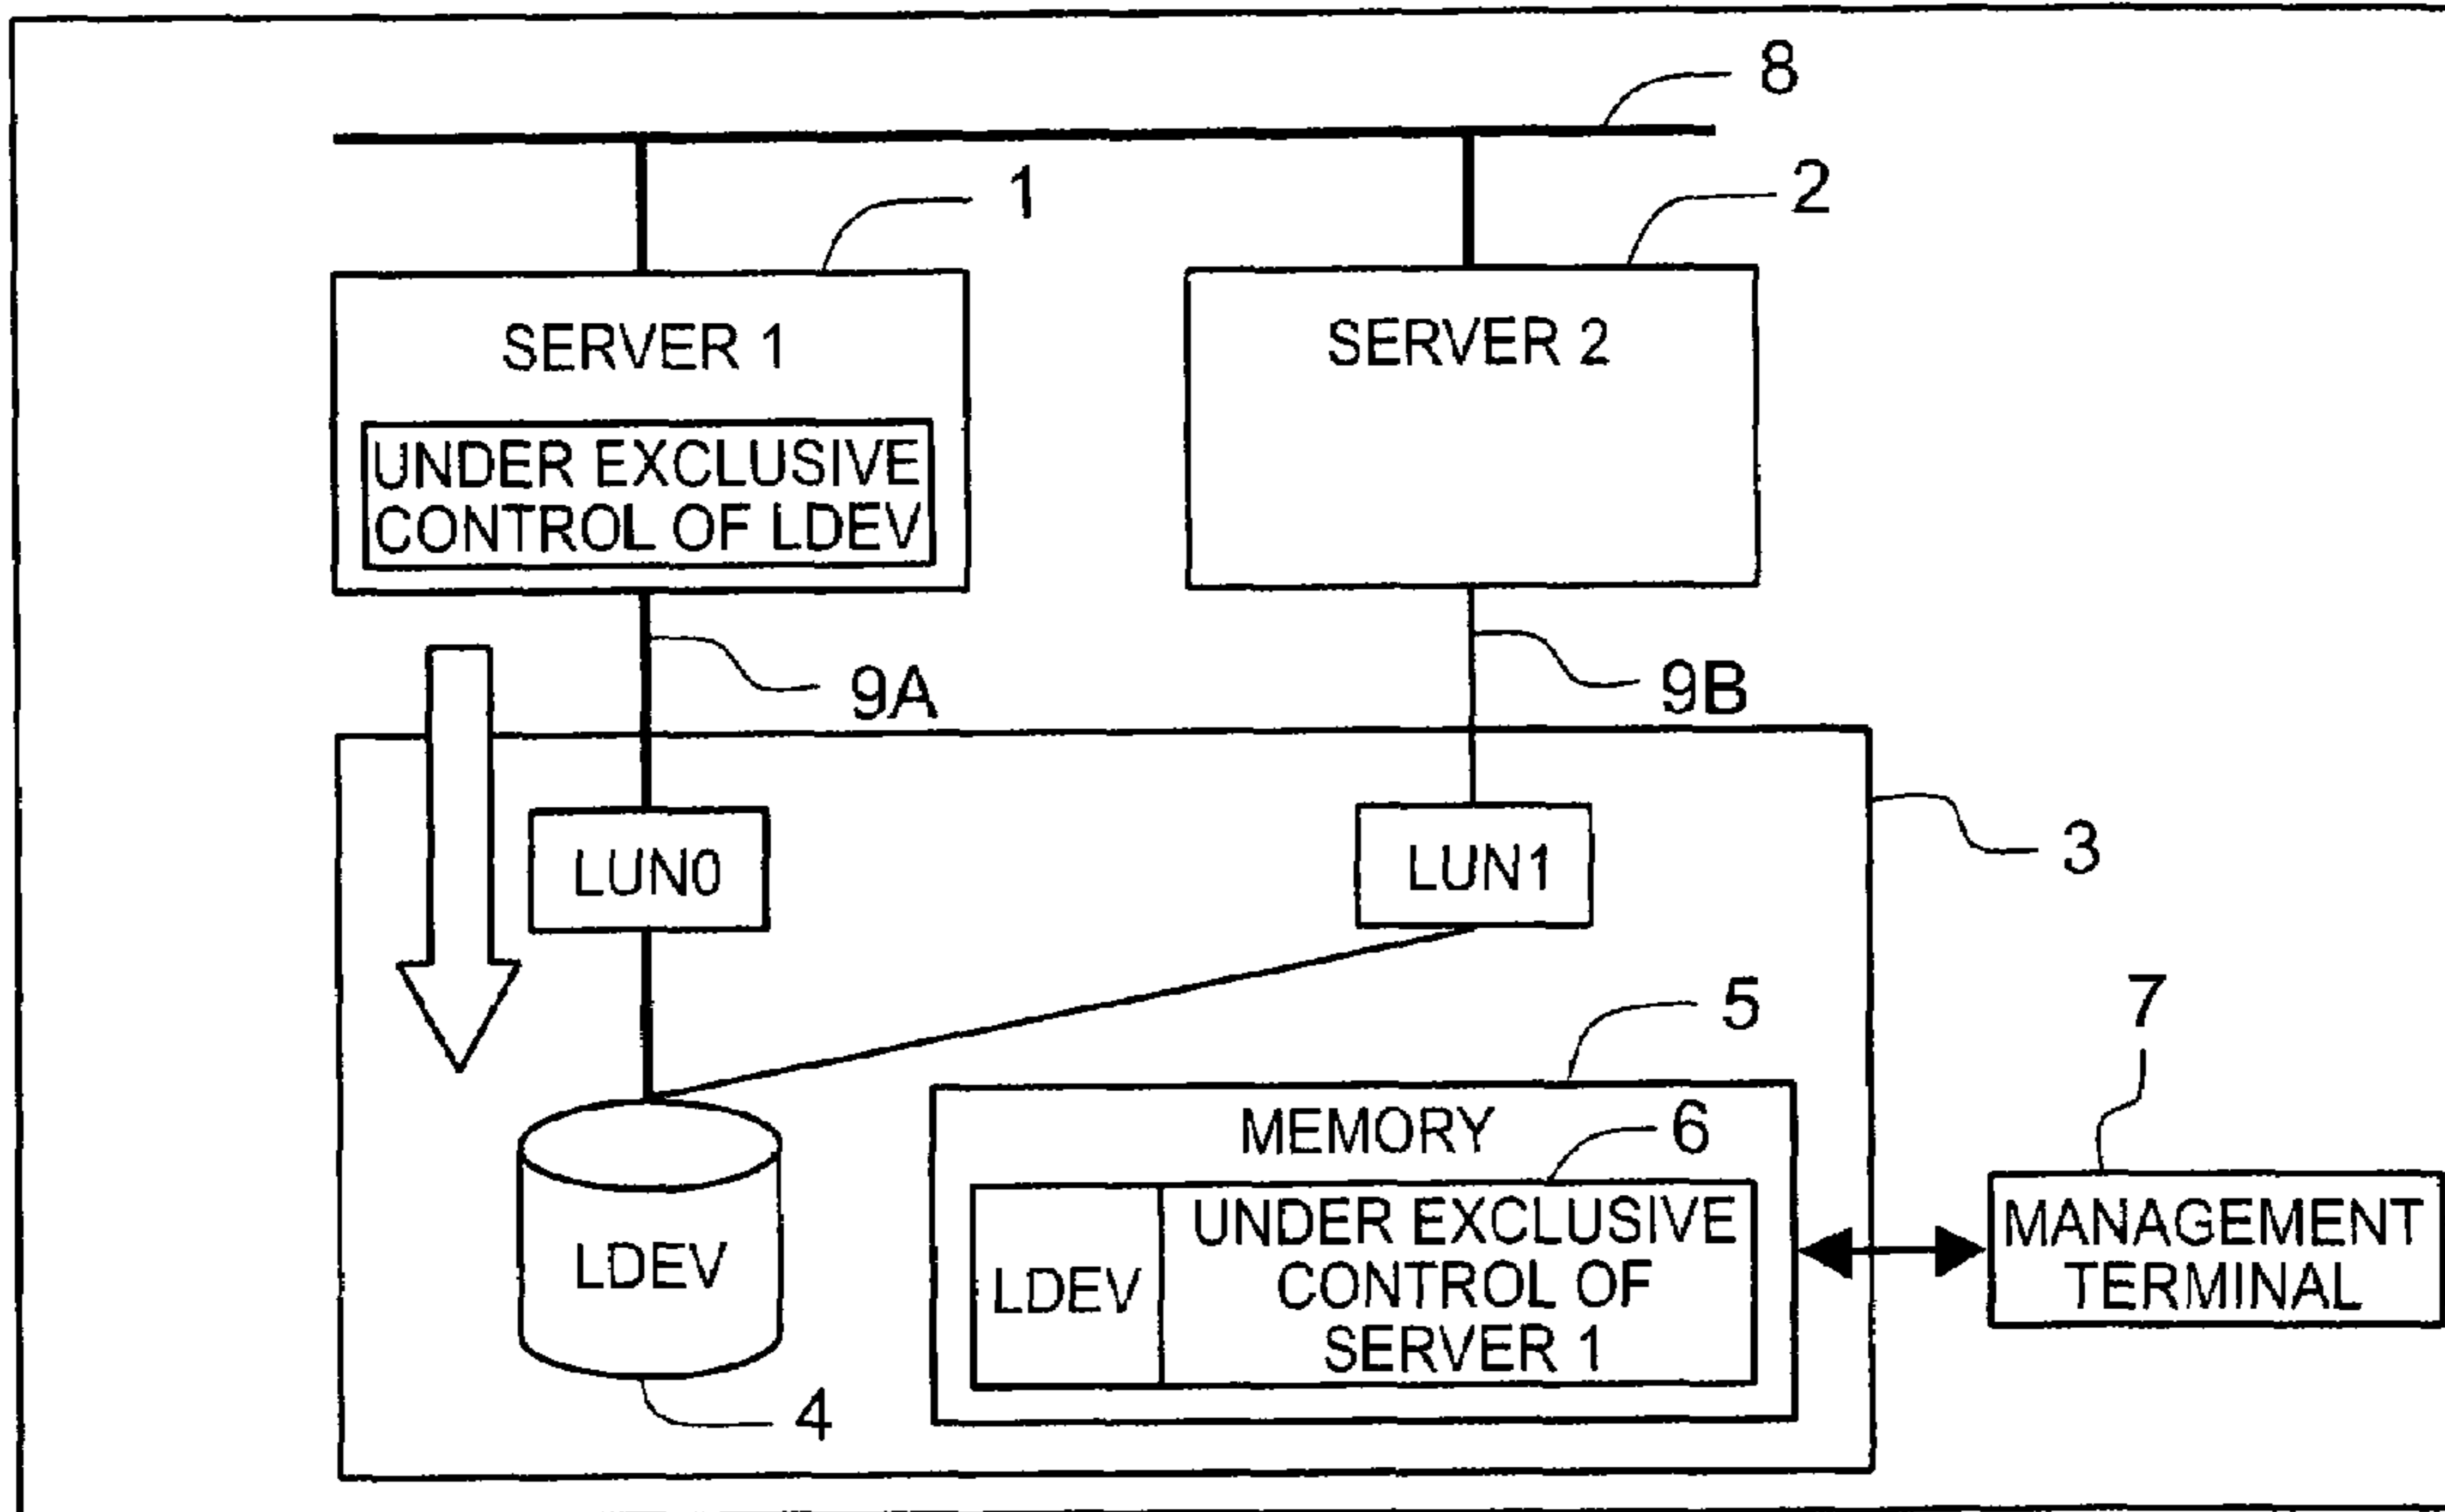 8
1
2
SERVER 1
SERVER 2
UNDER EXCLUSIVE
CONTROL OF LDEV
9A
9B
LUN0
LUN1
3
5
7
MEMORY
6
LDEV
LDEV
UNDER EXCLUSIVE
CONTROL OF
SERVER 1
MANAGEMENT
TERMINAL
4